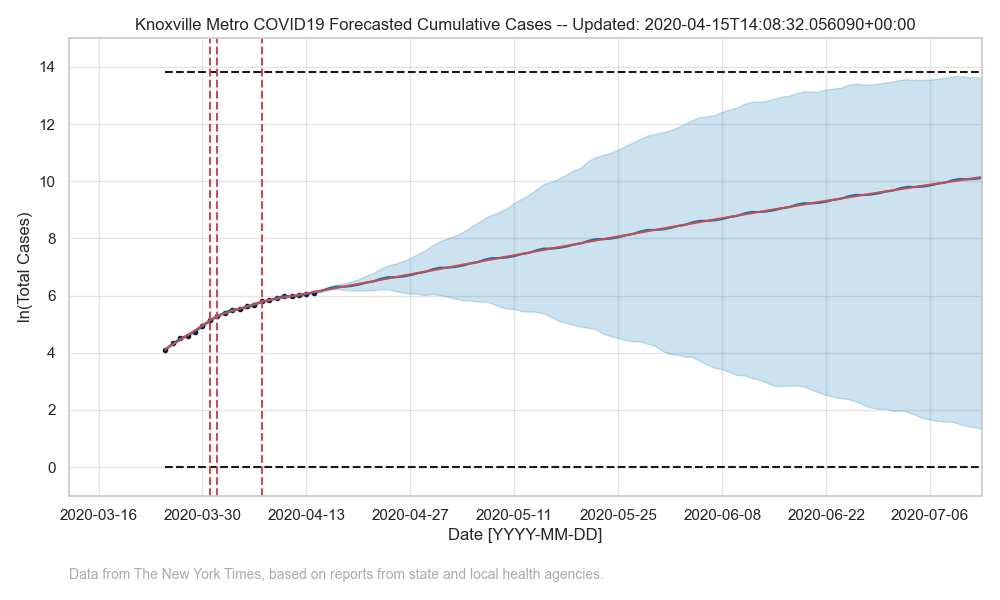 Knoxville Metro COVID19 Forecasted Cumulative Cases -- Updated: 2020-04-15T14:08:32.056090+00:00
ln(Total Cases)
14
12
10
8
6
4
2
0
2020-03-16 2020-03-30 2020-04-13 2020-04-27 2020-05-11 2020-05-25 2020-06-08 2020-06-22 2020-07-06
Date [YYYY-MM-DD]
Data from The New York Times, based on reports from state and local health agencies.